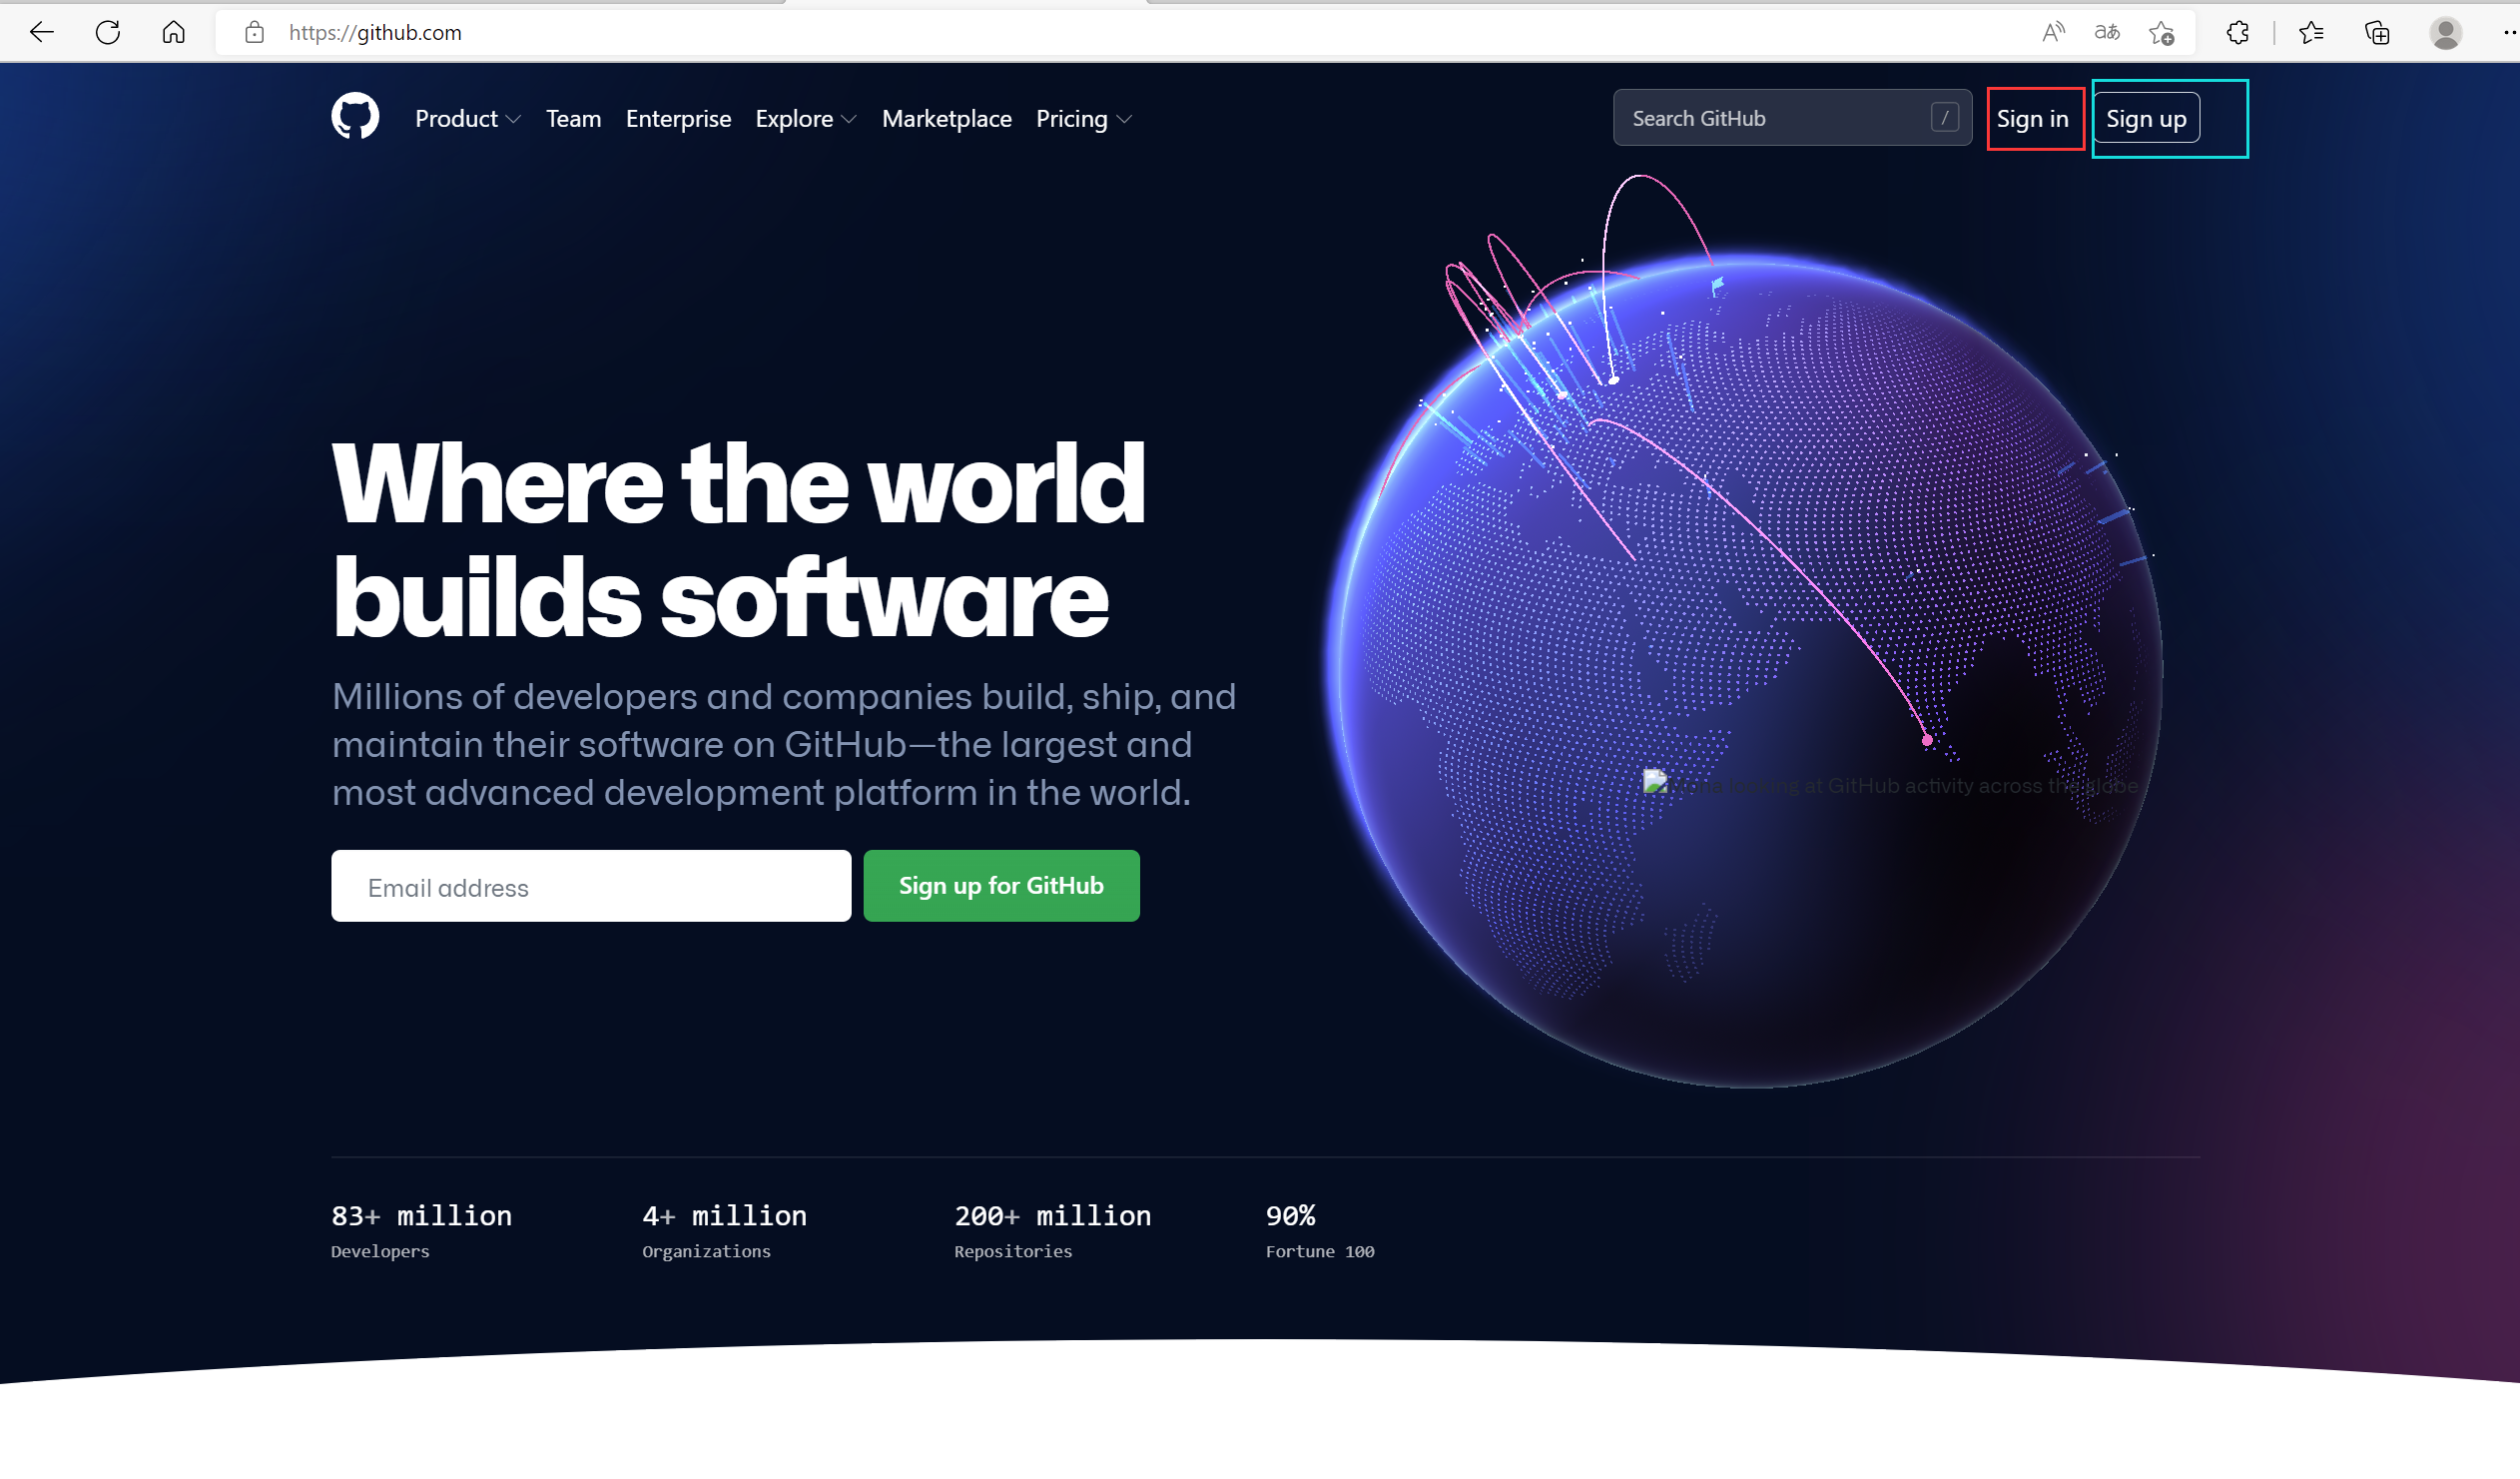 https://github.com
Product Team Enterprise Explore Marketplace Pricing
Search GitHub /
Sign in
Sign up
Where the world
builds software
Millions of developers and companies build, ship, and
maintain their software on GitHub—the largest and
most advanced development platform in the world.
Email address
Sign up for GitHub
looking at GitHub activity across the globe
83+ million
Developers
4+ million
Organizations
200+ million
Repositories
90%
Fortune 100